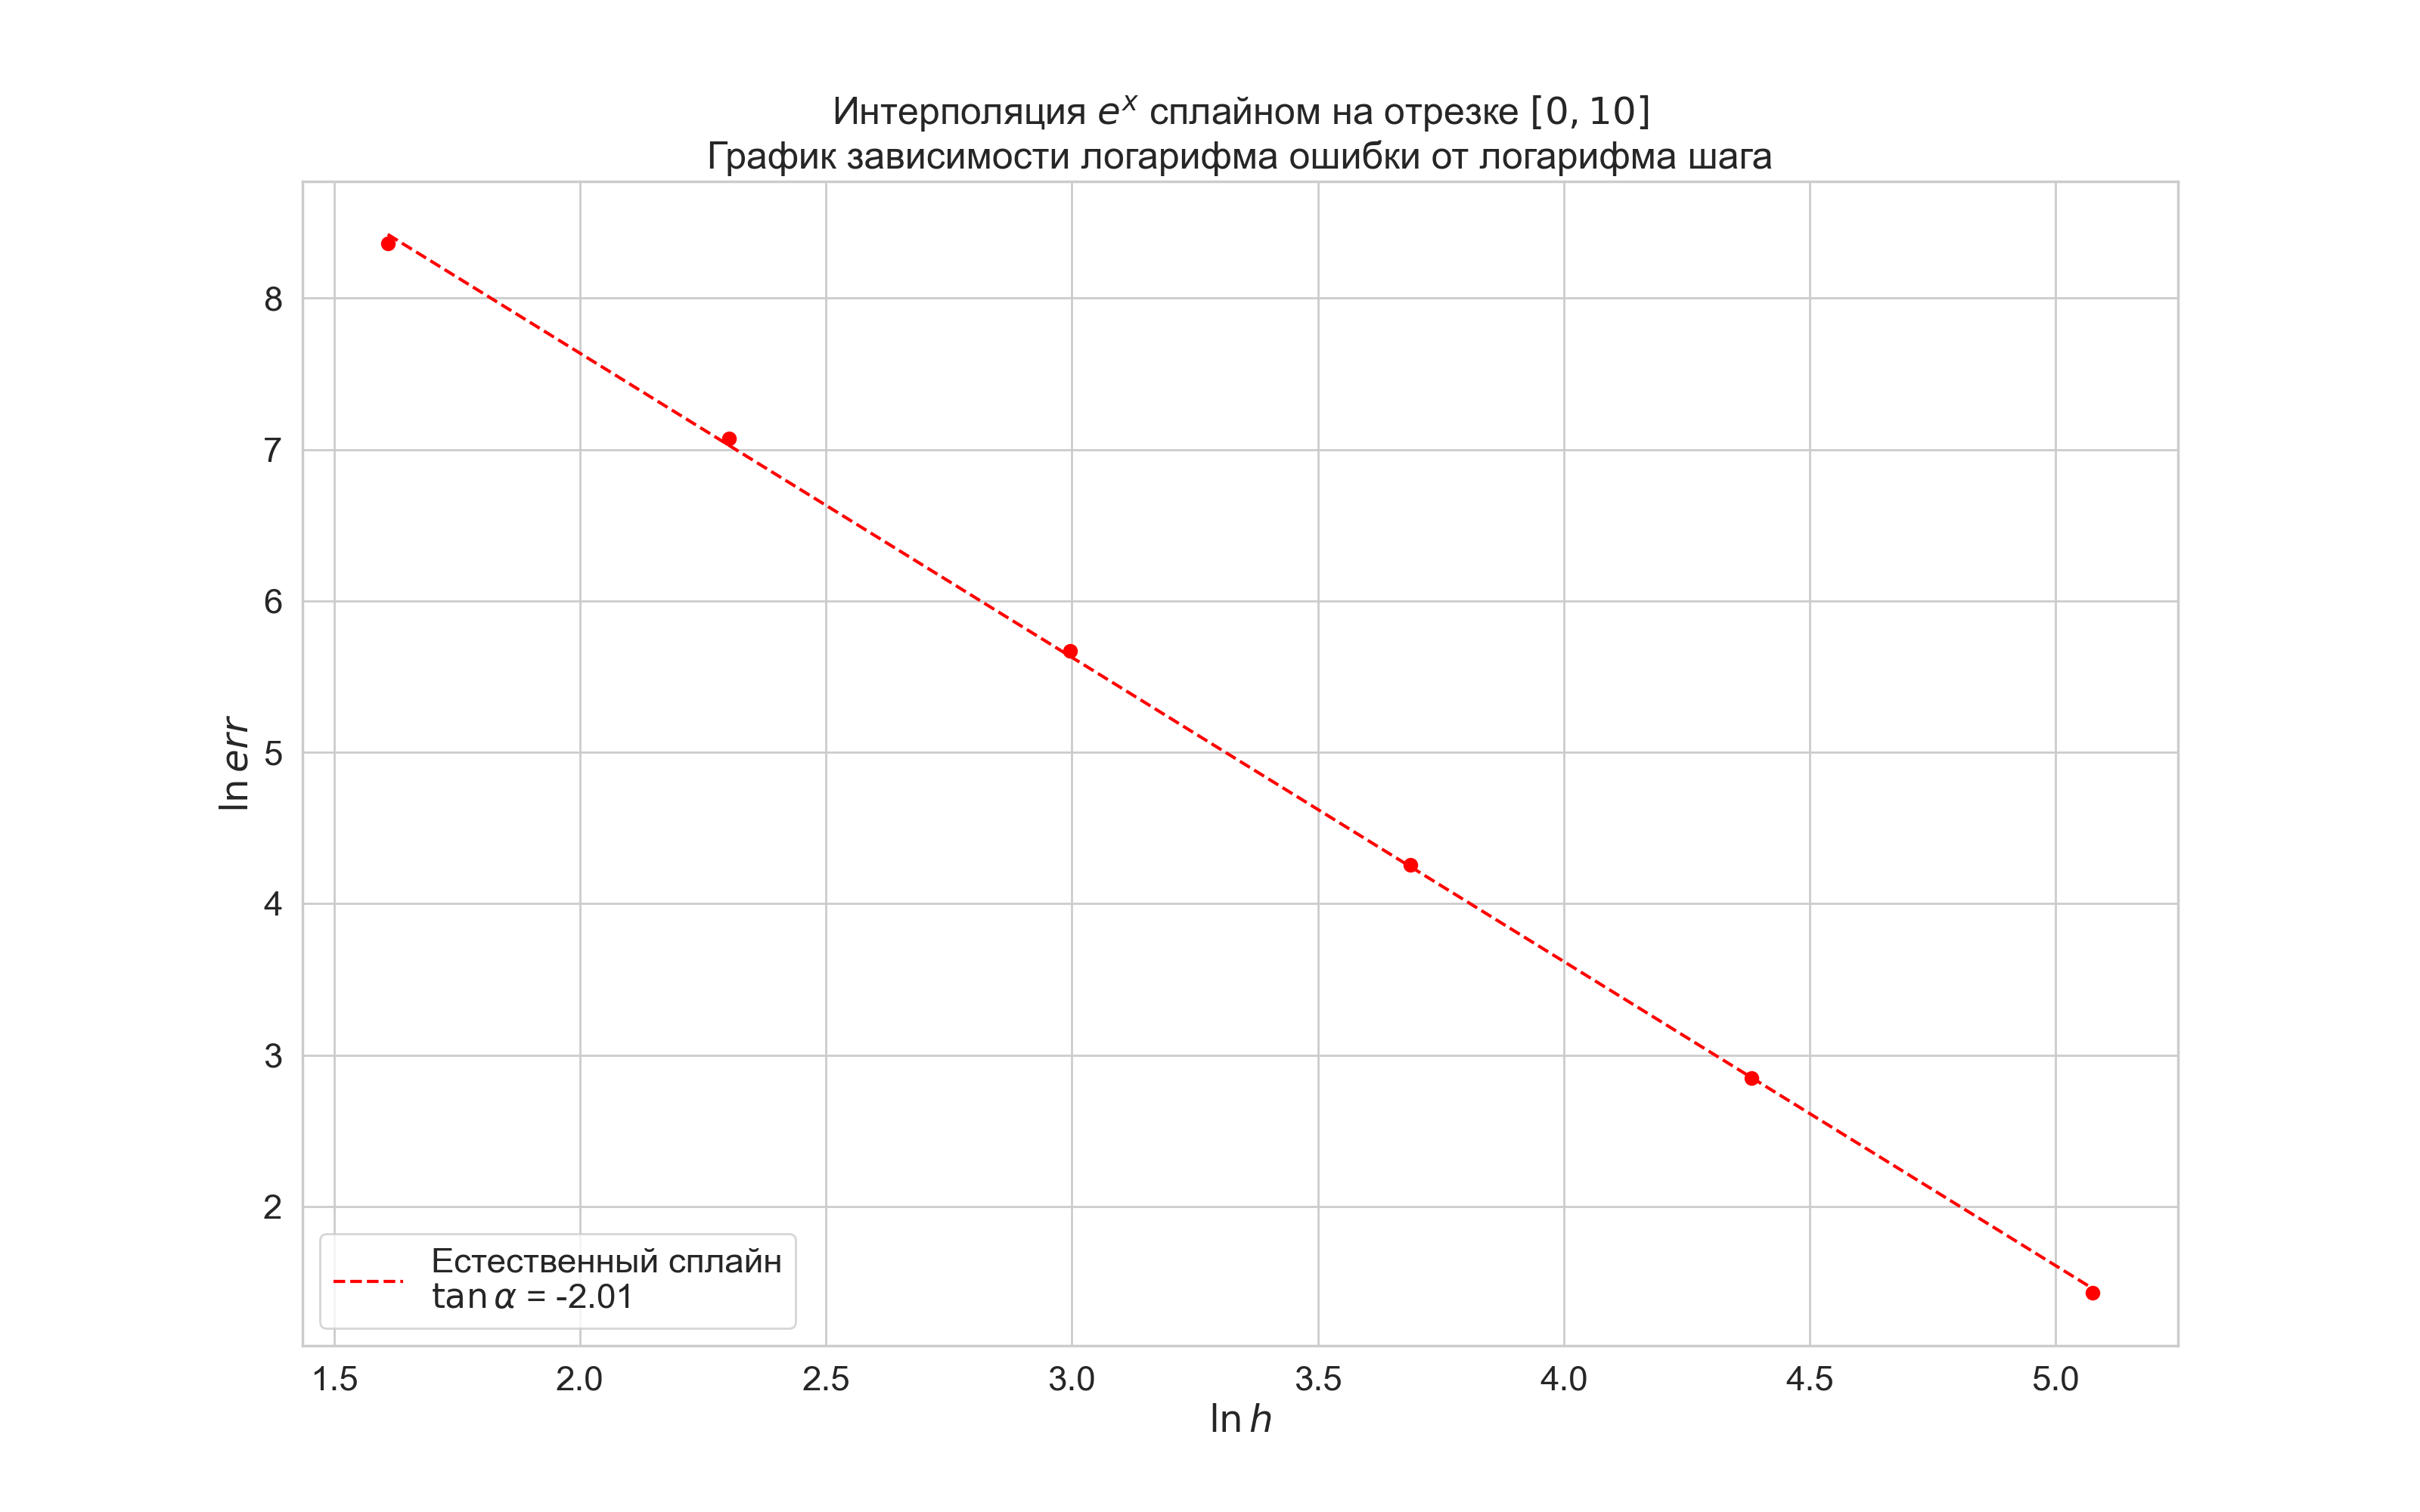 Интерполяция e^x сплайном на отрезке [0, 10]
График зависимости логарифма ошибки от логарифма шага
8
7
6
5
4
3
2
ln err
Естественный сплайн
tan α = -2.01
1.5 2.0 2.5 3.0 3.5 4.0 4.5 5.0
ln h